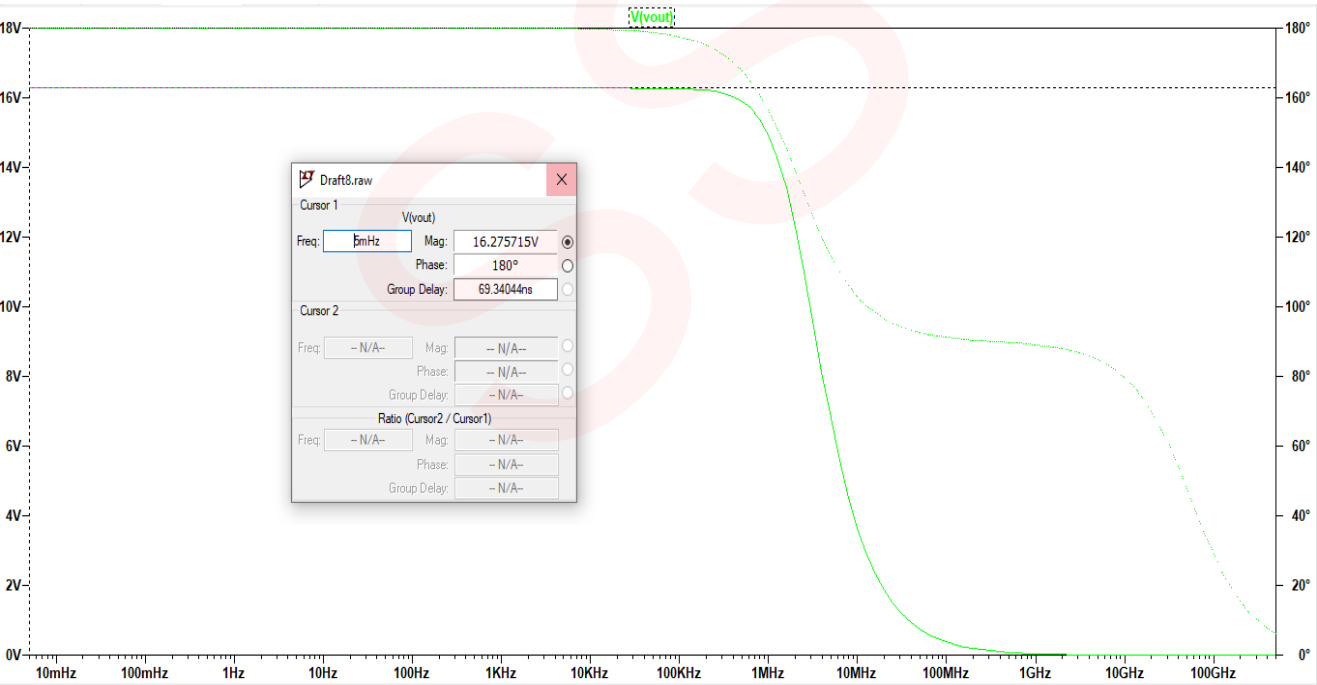 V(vout)
18V
180°
16V
160°
14V
140°
12V
120°
10V
100°
8V
80°
6V
60°
4V
40°
2V
20°
0V
0°
10mHz 100mHz 1Hz 10Hz 100Hz 1KHz 10KHz 100KHz 1MHz 10MHz 100MHz 1GHz 10GHz 100GHz
Draft8.raw
Cursor 1
V(vout)
Freq: 5mHz Mag: 16.275715V
Phase: 180°
Group Delay: 69.34044ns
Cursor 2
Freq: -- N/A-- Mag: -- N/A--
Phase: -- N/A--
Group Delay: -- N/A--
Ratio (Cursor2 / Cursor1)
Freq: -- N/A-- Mag: -- N/A--
Phase: -- N/A--
Group Delay: -- N/A--